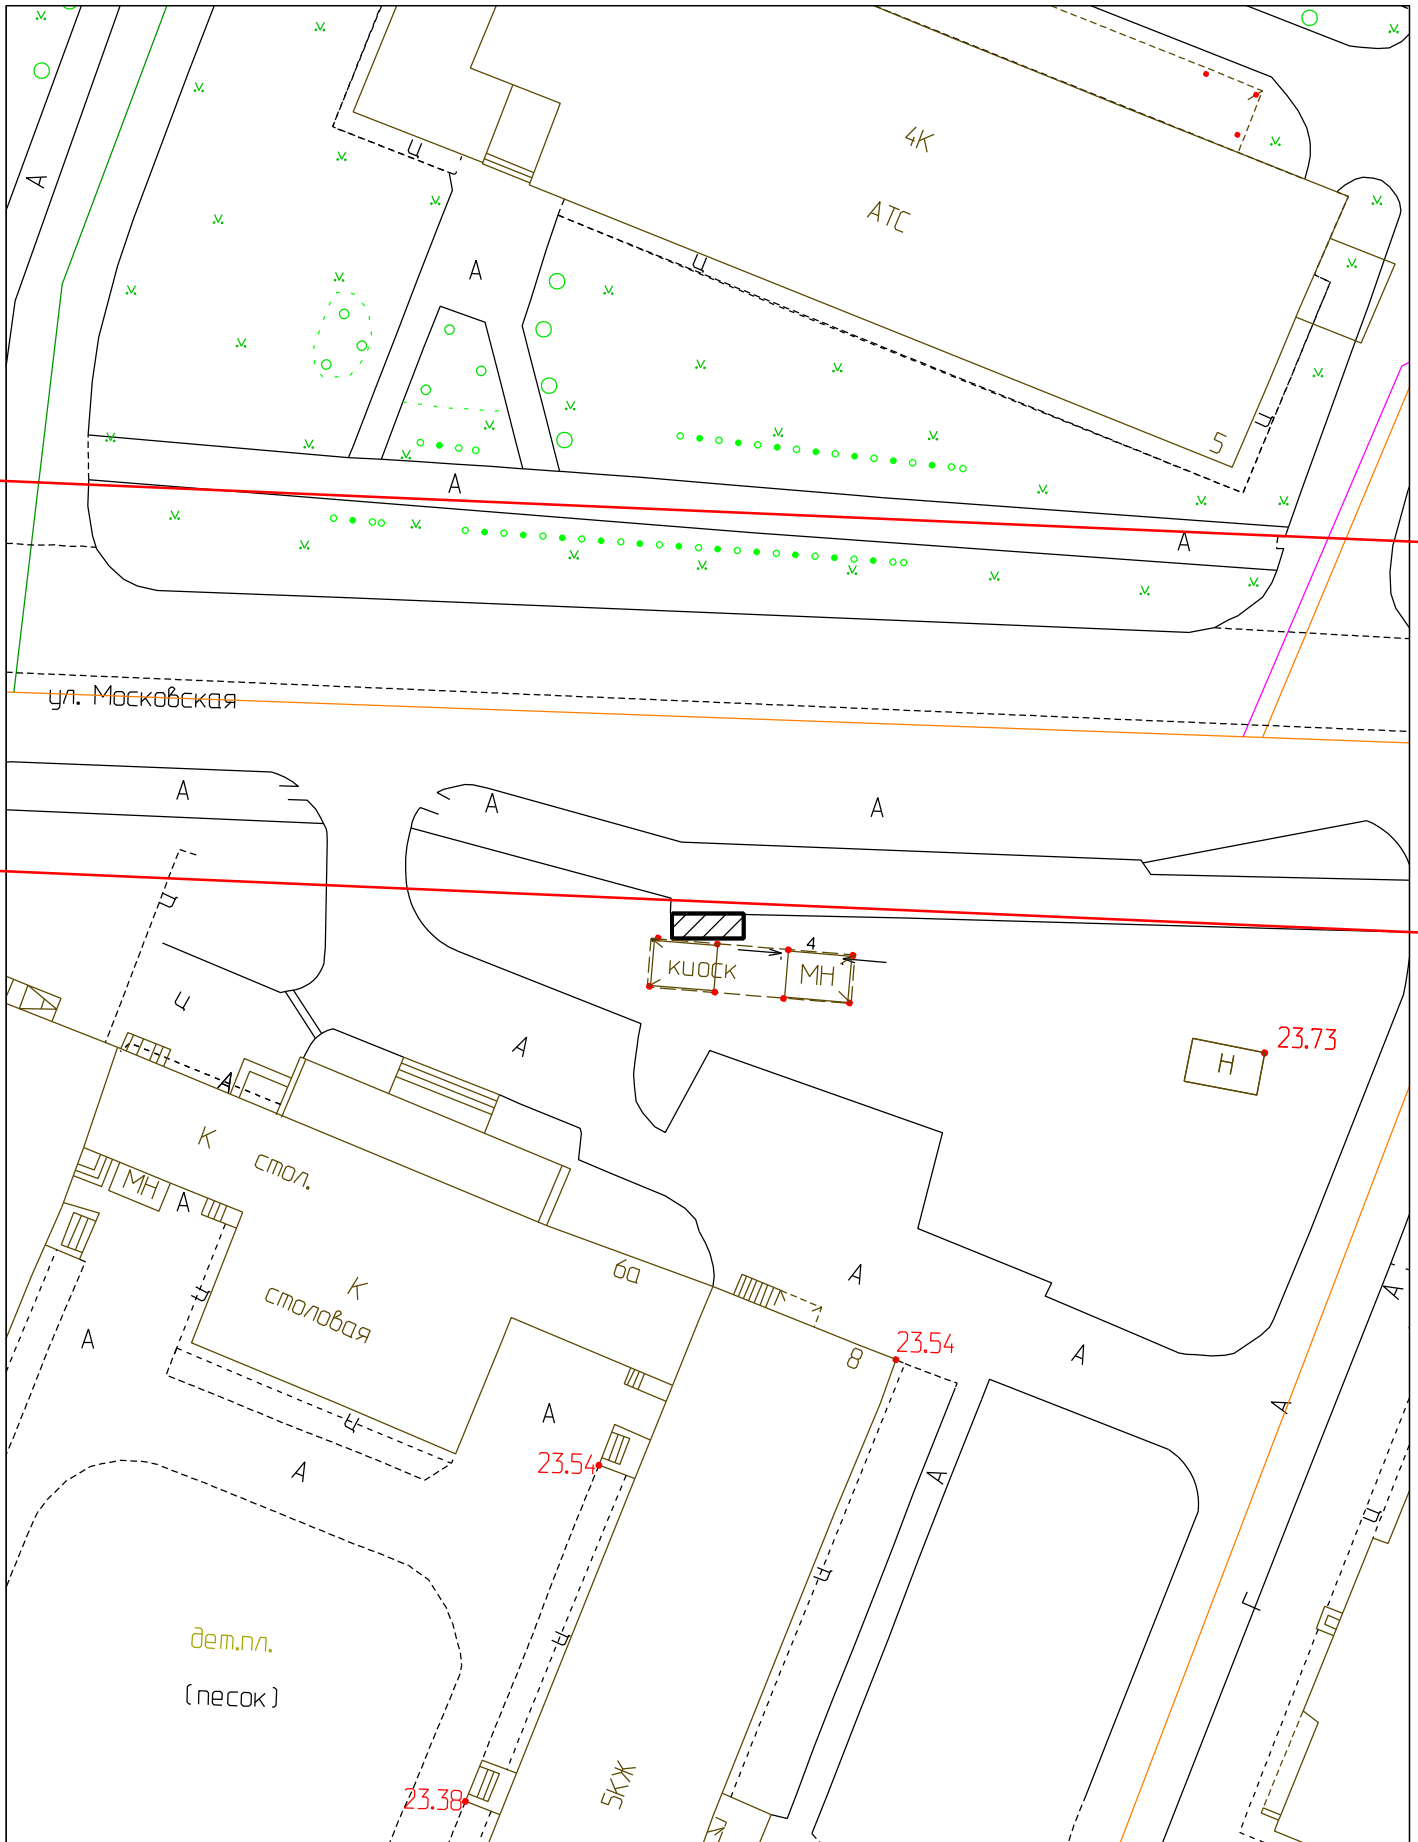 А
ц
4К
АТС
А
ц
ц
5
А
А
ул. Московская
А
А
А
ц
4
киоск
МН
ц
А
23.73
Н
А
К
стол.
МН
А
6а
А
К
столовая
ц
А
А
23.54
8
А
А
А
ц
23.54
А
А
ц
ц
Г
ц
дет.пл.
(песок)
5КЖ
23.38